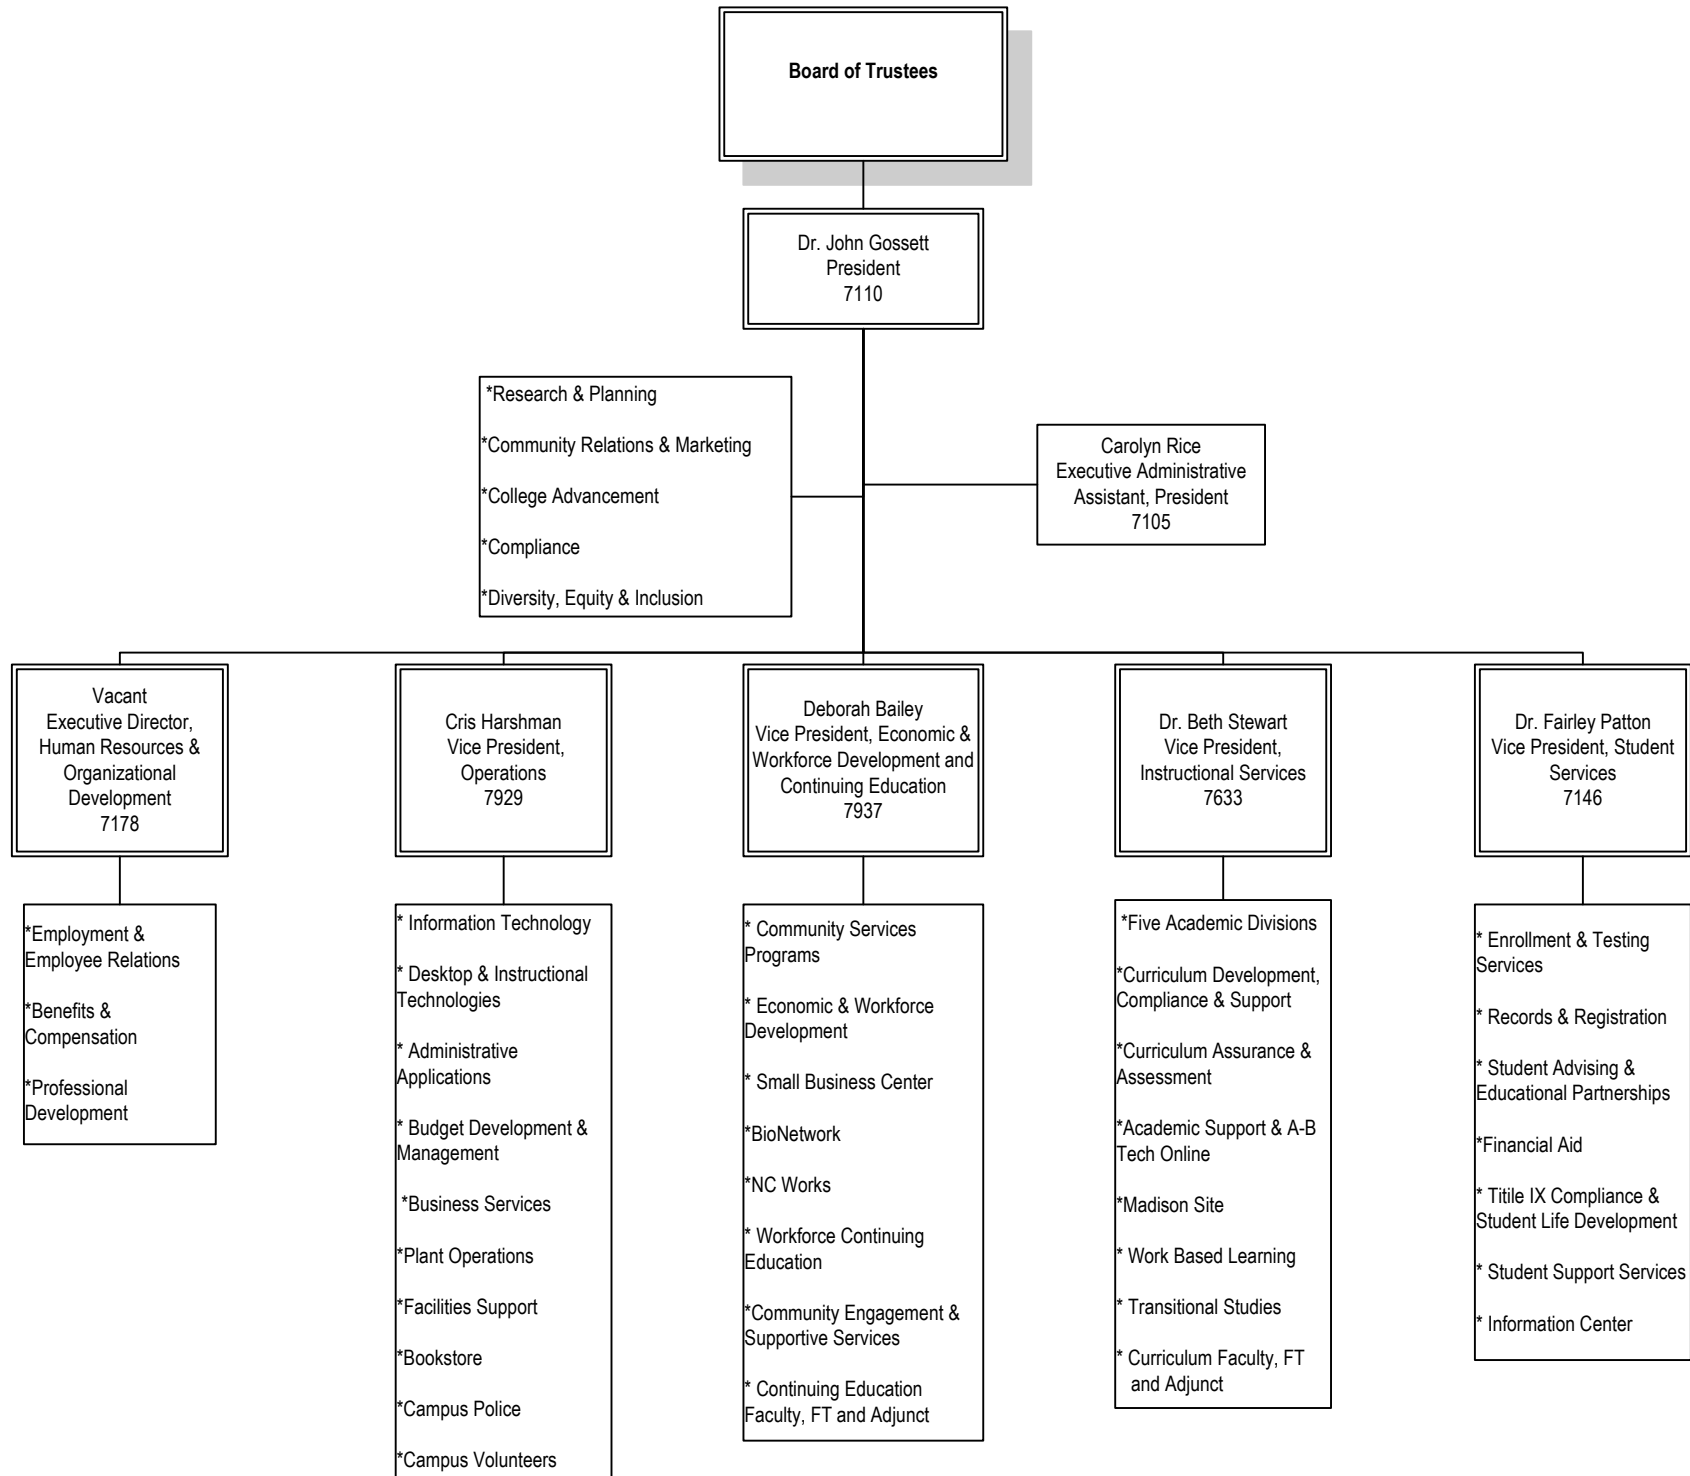 Board of Trustees
Dr. John Gossett
President
7110
*Research & Planning
*Community Relations & Marketing
*College Advancement
*Compliance
*Diversity, Equity & Inclusion
Carolyn Rice
Executive Administrative
Assistant, President
7105
Vacant
Executive Director,
Human Resources &
Organizational
Development
7178
Cris Harshman
Vice President,
Operations
7929
Deborah Bailey
Vice President, Economic &
Workforce Development and
Continuing Education
7937
Dr. Beth Stewart
Vice President,
Instructional Services
7633
Dr. Fairley Patton
Vice President, Student
Services
7146
*Employment &
Employee Relations
*Benefits &
Compensation
*Professional
Development
* Information Technology
* Desktop & Instructional
Technologies
* Administrative
Applications
* Budget Development &
Management
*Business Services
*Plant Operations
*Facilities Support
*Bookstore
*Campus Police
*Campus Volunteers
* Community Services
Programs
* Economic & Workforce
Development
* Small Business Center
*BioNetwork
*NC Works
* Workforce Continuing
Education
*Community Engagement &
Supportive Services
* Continuing Education
Faculty, FT and Adjunct
*Five Academic Divisions
*Curriculum Development,
Compliance & Support
*Curriculum Assurance &
Assessment
*Academic Support & A-B
Tech Online
*Madison Site
* Work Based Learning
* Transitional Studies
* Curriculum Faculty, FT
and Adjunct
* Enrollment & Testing
Services
* Records & Registration
* Student Advising &
Educational Partnerships
*Financial Aid
* Titile IX Compliance &
Student Life Development
* Student Support Services
* Information Center